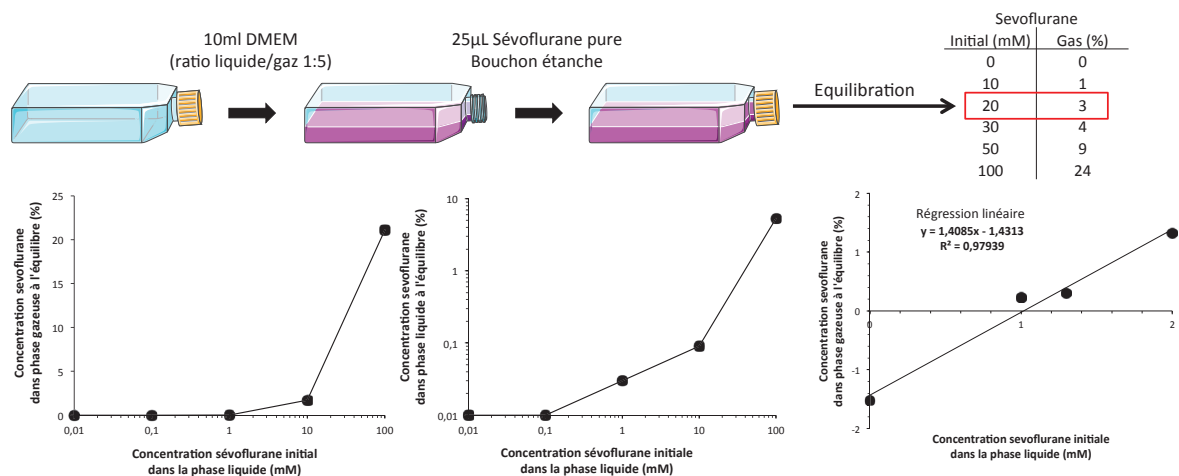 10ml DMEM
(ratio liquide/gaz 1:5)
25µL Sévoflurane pure
Bouchon étanche
Equilibration
Sevoflurane
Initial (mM) Gas (%)
0 0
10 1
20 3
30 4
50 9
100 24
Concentration sevoflurane
dans phase gazeuse à l'équilibre (%)
25
20
15
10
5
0
0,01 0,1 1 10 100
Concentration sévoflurane initial
dans la phase liquide (mM)
Concentration sevoflurane
dans phase liquide à l'équilibre (%)
10
1
0,1
0,01
0,01 0,1 1 10 100
Concentration sévoflurane initiale
dans la phase liquide (mM)
Concentration sevoflurane
dans phase gazeuse à l'équilibre (%)
2
1
0
-1
-2
0 1 2
Régression linéaire
y = 1,4085x - 1,4313
R² = 0,97939
Concentration sevoflurane initiale
dans la phase liquide (mM)